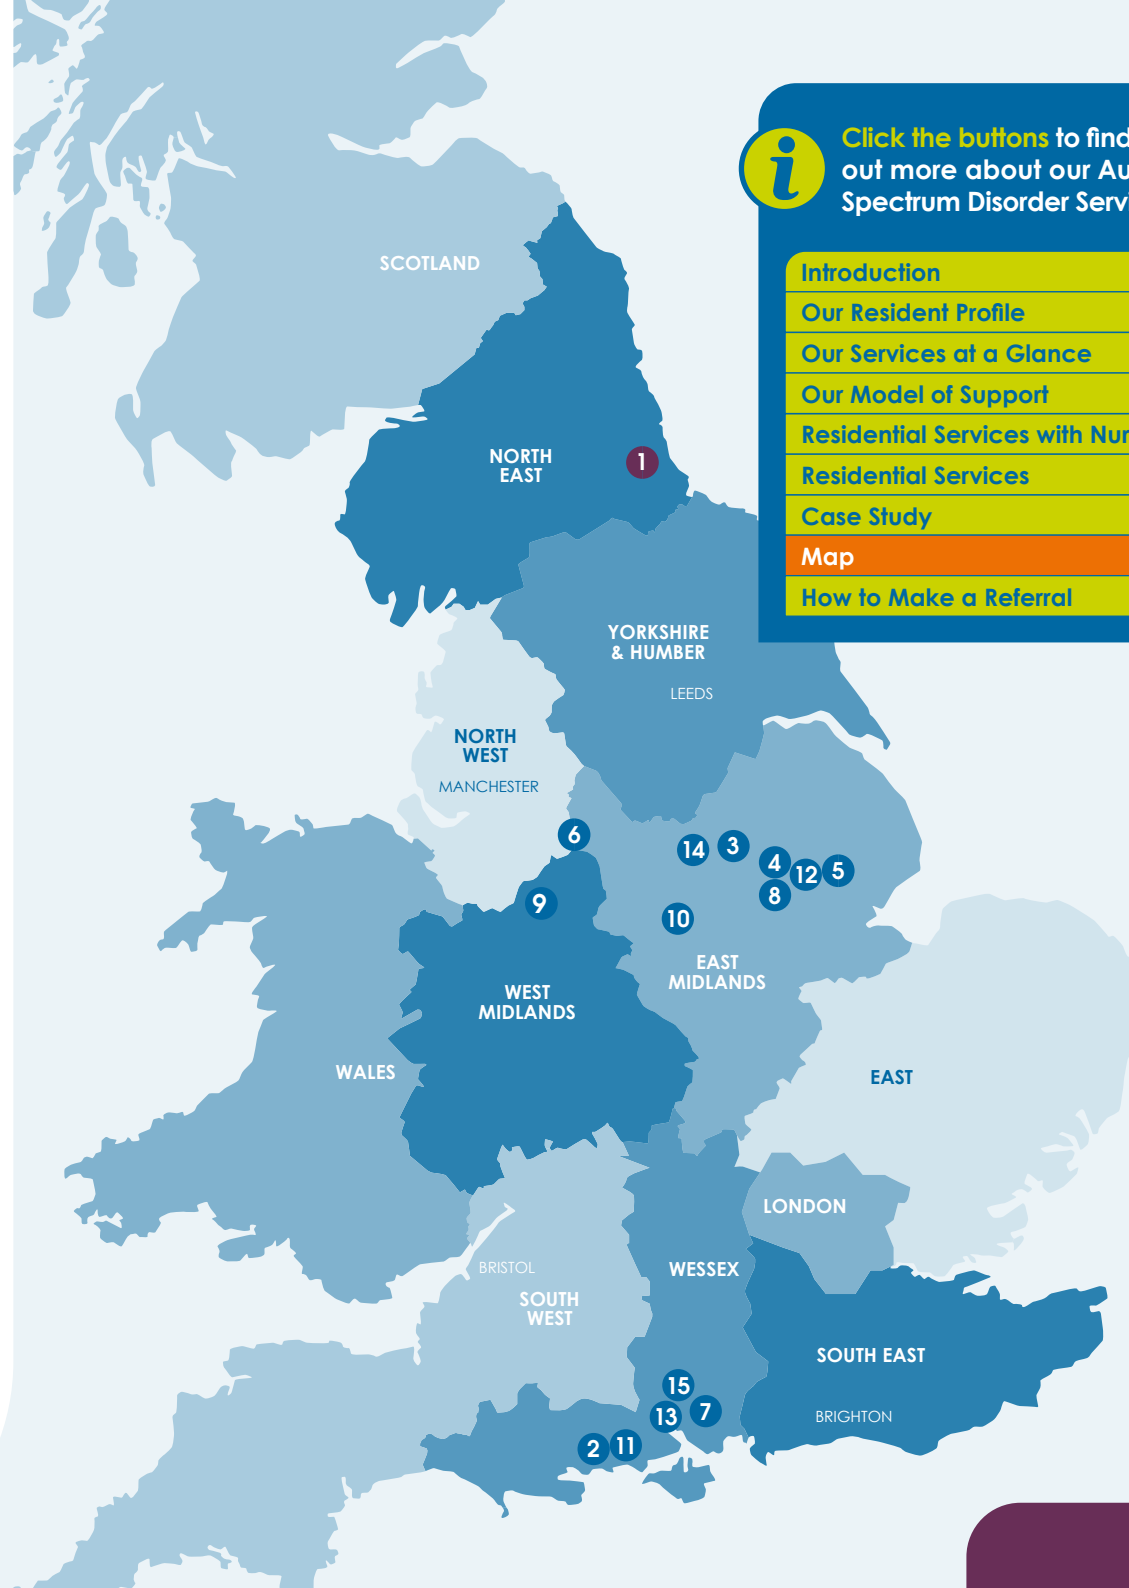 Click the buttons to find
out more about our Au
Spectrum Disorder Servi
Introduction
Our Resident Profile
Our Services at a Glance
Our Model of Support
Residential Services with Nur
Residential Services
Case Study
Map
How to Make a Referral
SCOTLAND
NORTH
EAST
1
YORKSHIRE
& HUMBER
LEEDS
NORTH
WEST
MANCHESTER
6
14
3
4
12
5
8
9
10
EAST
MIDLANDS
WEST
MIDLANDS
WALES
EAST
LONDON
BRISTOL
WESSEX
SOUTH
WEST
SOUTH EAST
15
13
7
BRIGHTON
2
11